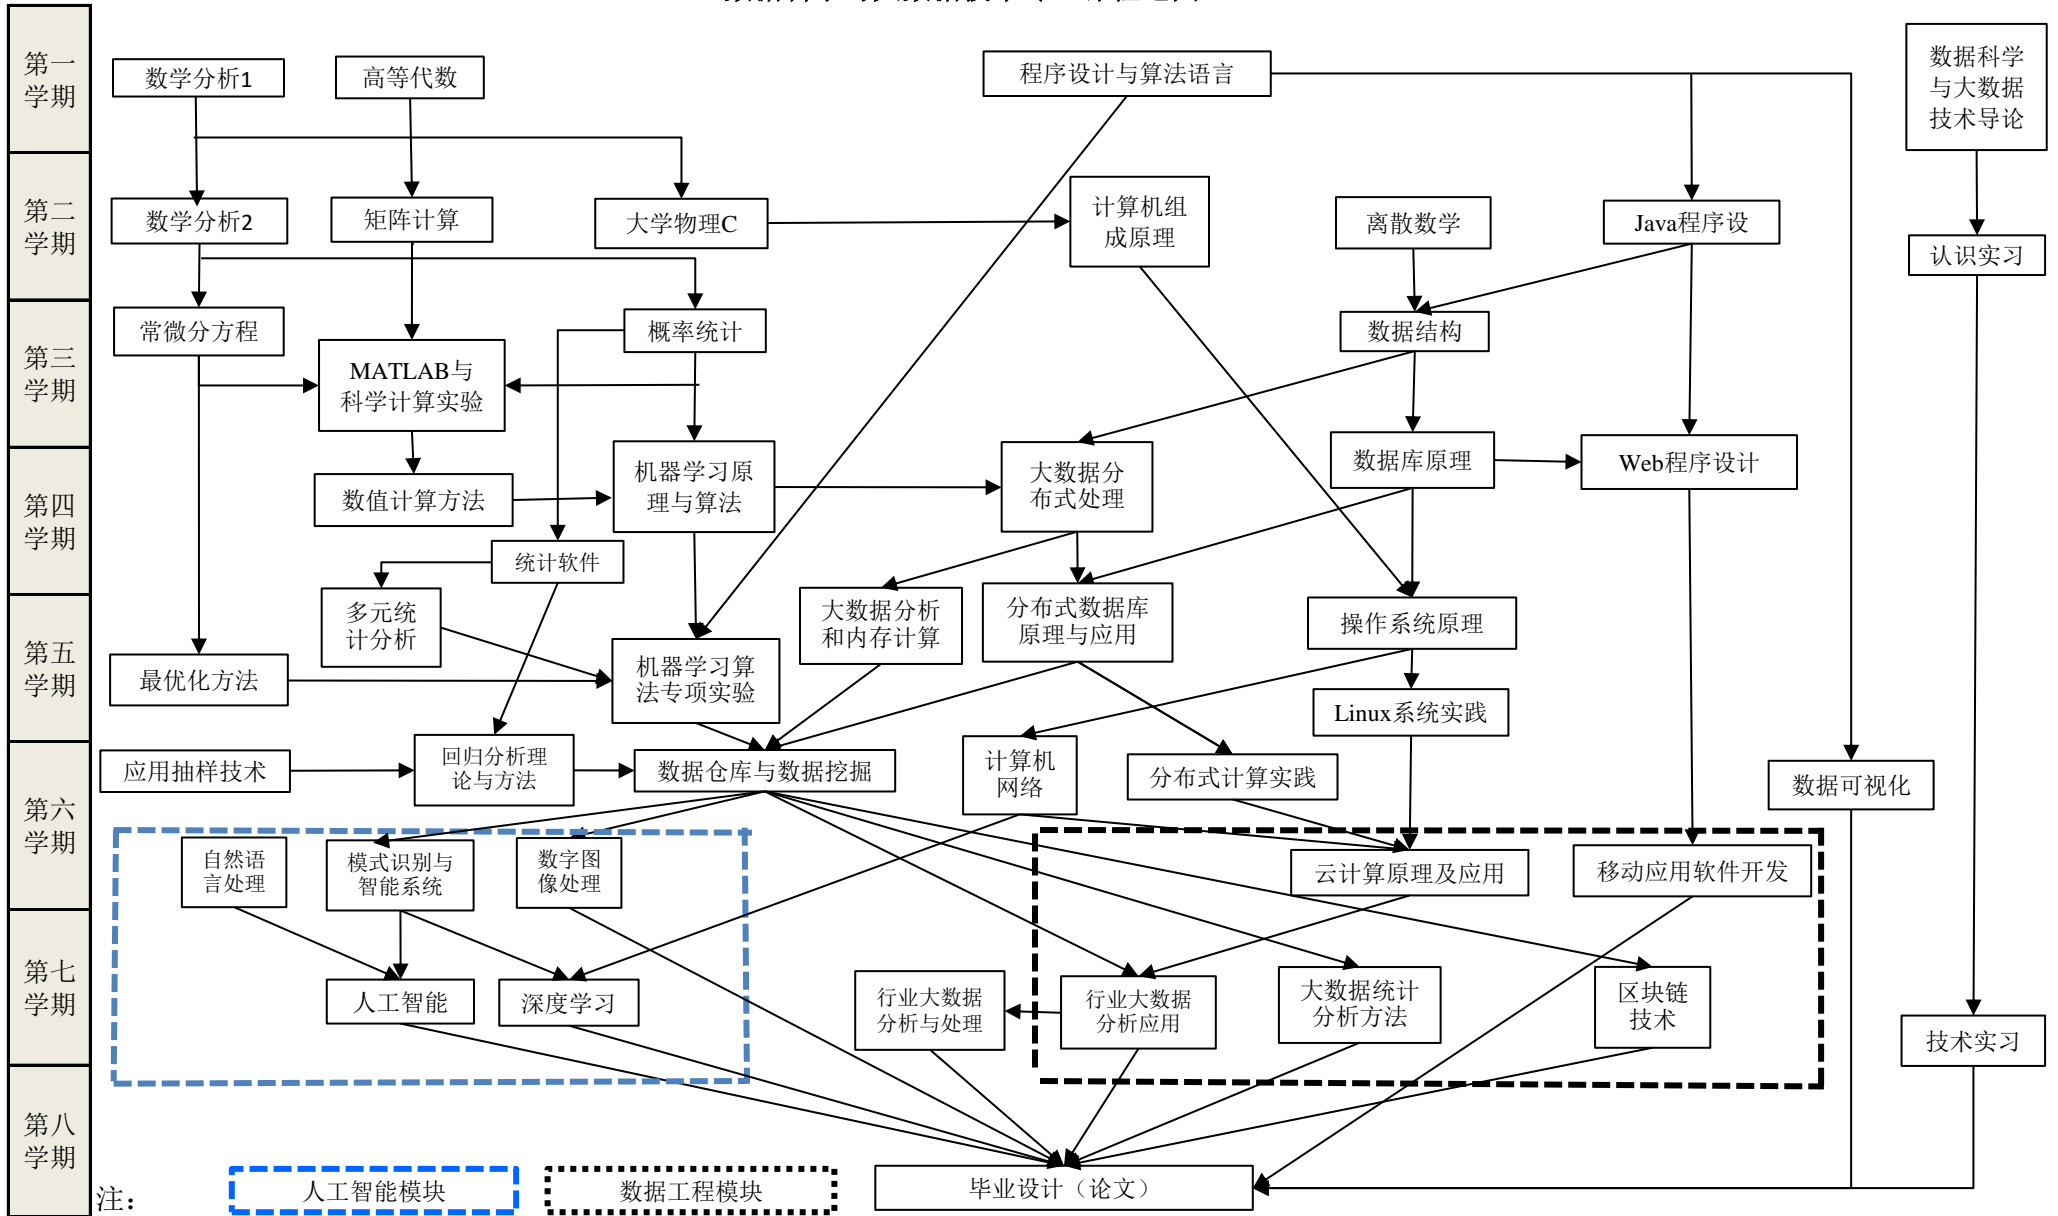 第一
学期
数学分析1
高等代数
程序设计与算法语言
数据科学
与大数据
技术导论
第二
学期
数学分析2
矩阵计算
大学物理C
计算机组
成原理
离散数学
Java程序设
认识实习
第三
学期
常微分方程
概率统计
数据结构
MATLAB与
科学计算实验
第四
学期
数值计算方法
机器学习原
理与算法
大数据分
布式处理
数据库原理
Web程序设计
统计软件
第五
学期
多元统
计分析
大数据分析
和内存计算
分布式数据库
原理与应用
操作系统原理
最优化方法
机器学习算
法专项实验
Linux系统实践
第六
学期
应用抽样技术
回归分析理
论与方法
数据仓库与数据挖掘
计算机
网络
分布式计算实践
数据可视化
自然语
言处理
模式识别与
智能系统
数字图
像处理
云计算原理及应用
移动应用软件开发
第七
学期
人工智能
深度学习
行业大数据
分析与处理
行业大数据
分析应用
大数据统计
分析方法
区块链
技术
技术实习
第八
学期
毕业设计（论文）
注：
人工智能模块
数据工程模块